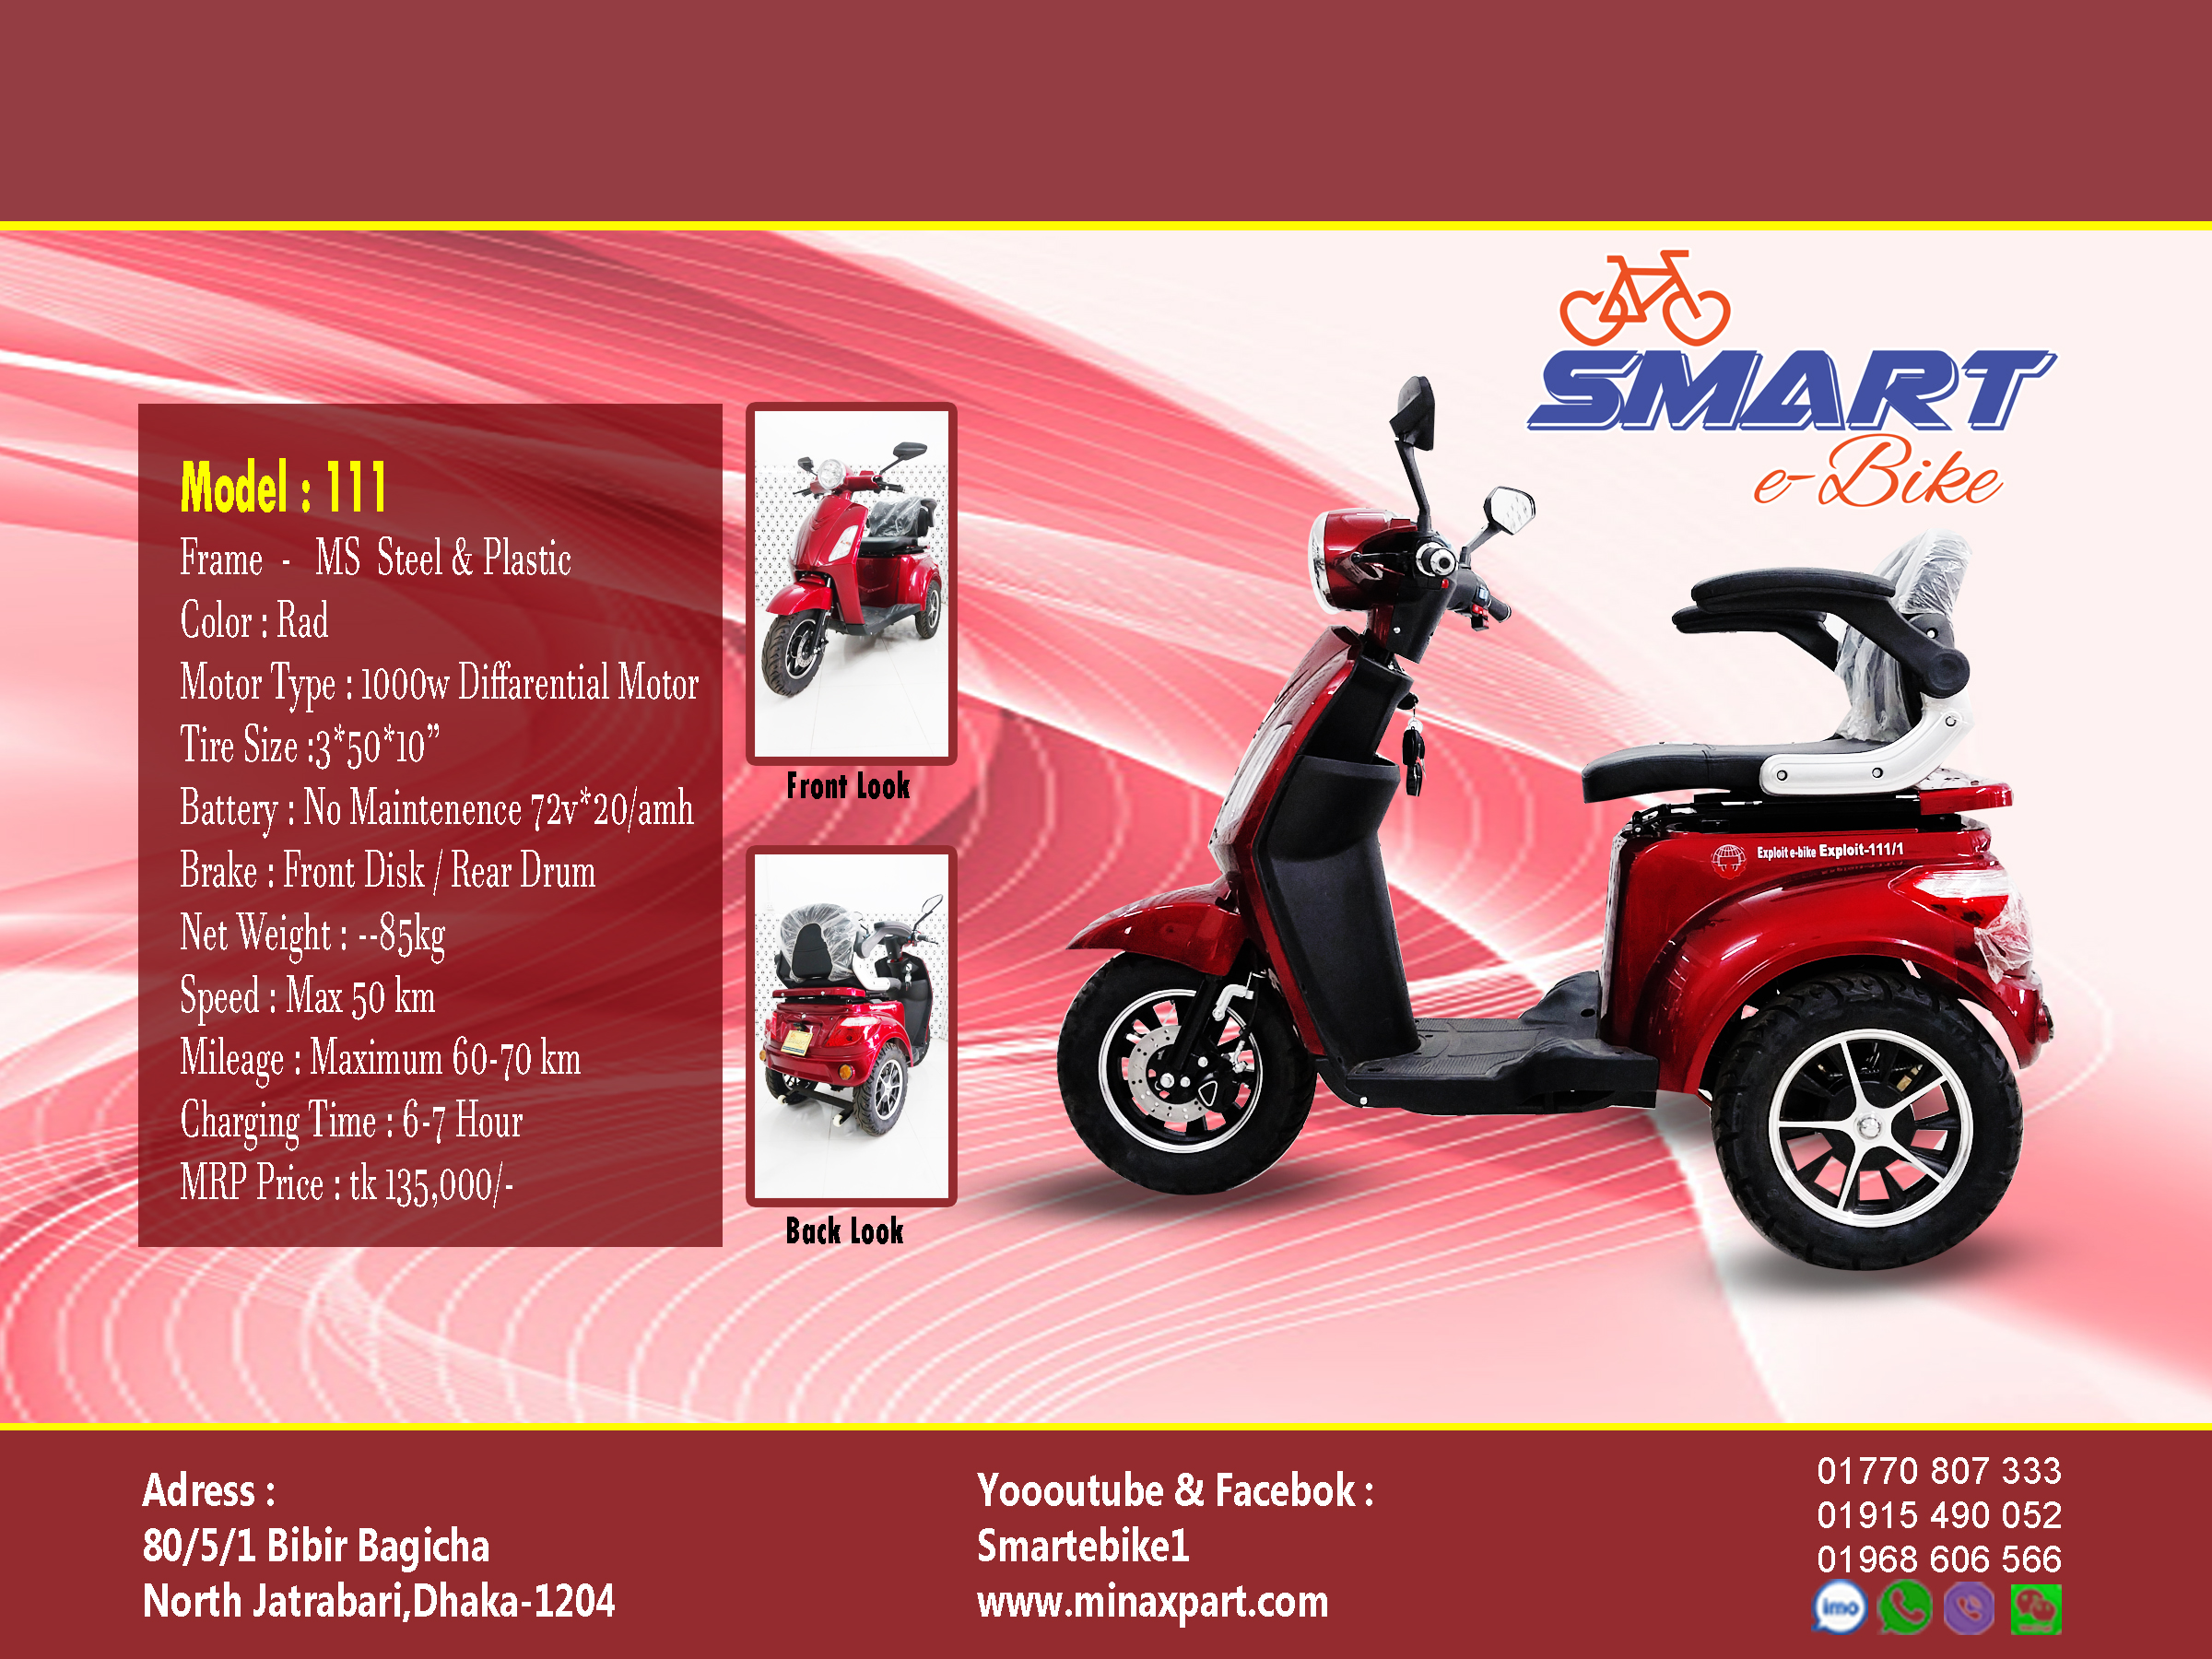 SMART
e-Bike
Model : 111
Frame - MS Steel & Plastic
Color : Rad
Motor Type : 1000w Diffarential Motor
Tire Size :3*50*10”
Battery : No Maintenence 72v*20/amh
Brake : Front Disk / Rear Drum
Net Weight : --85kg
Speed : Max 50 km
Mileage : Maximum 60-70 km
Charging Time : 6-7 Hour
MRP Price : tk 135,000/-
Front Look
Back Look
Exploit e-bike Exploit-111/1
Adress :
80/5/1 Bibir Bagicha
North Jatrabari,Dhaka-1204
Yoooutube & Facebok :
Smartebike1
www.minaxpart.com
01770 807 333
01915 490 052
01968 606 566
imo